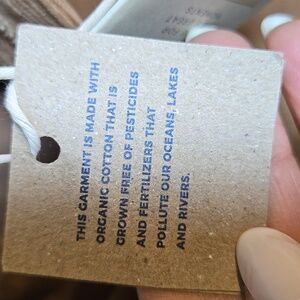 THIS GARMENT IS MADE WITH
ORGANIC COTTON THAT IS
GROWN FREE OF PESTICIDES
AND FERTILIZERS THAT
POLLUTE OUR OCEANS, LAKES
AND RIVERS.